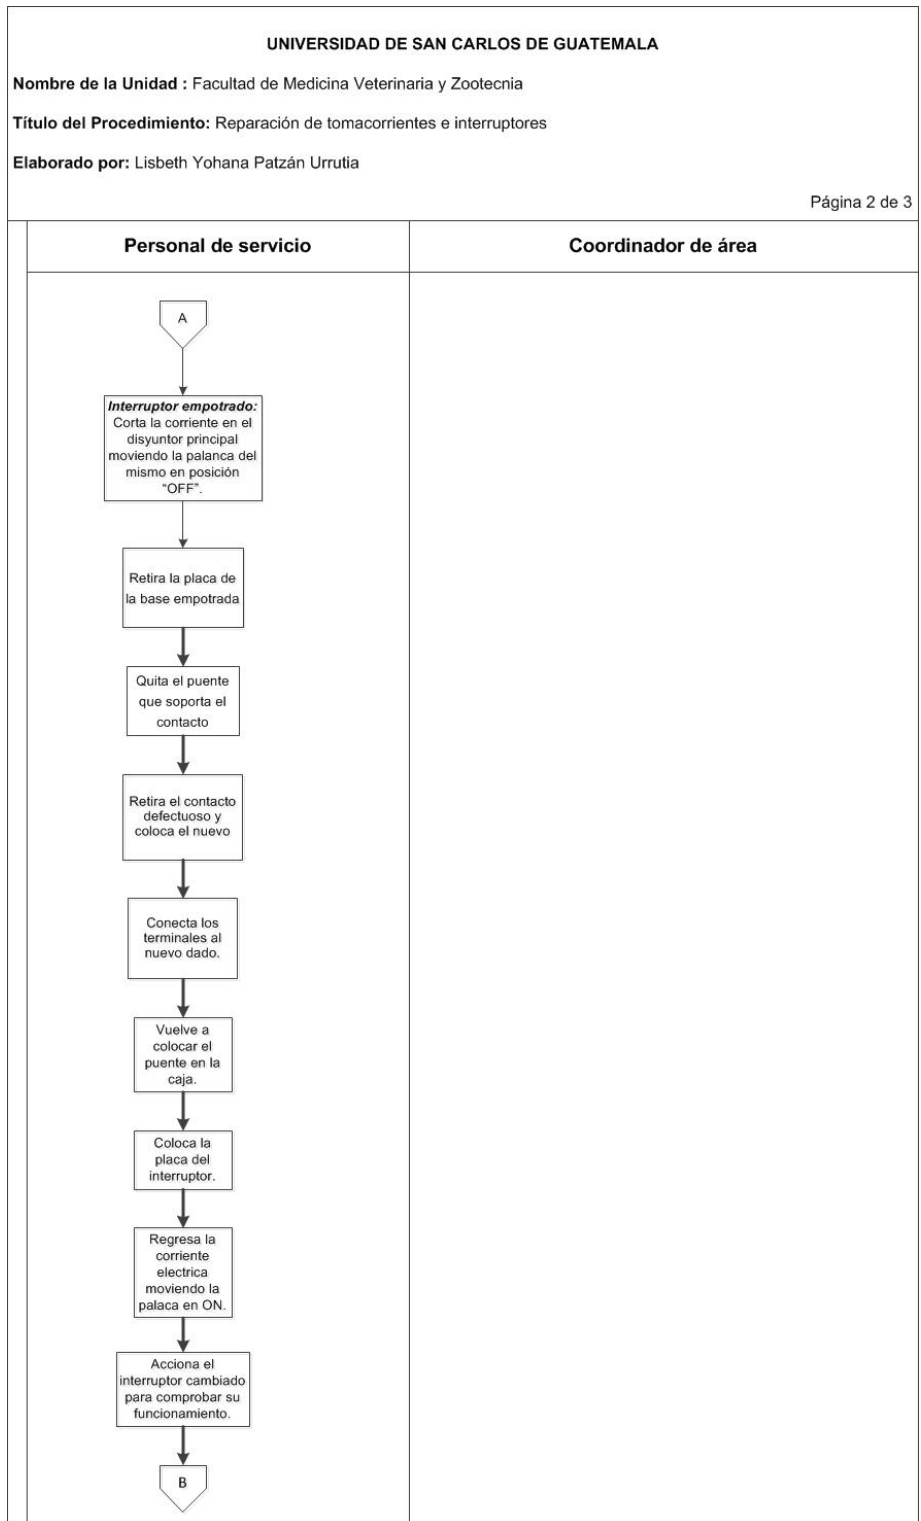 UNIVERSIDAD DE SAN CARLOS DE GUATEMALA
Nombre de la Unidad : Facultad de Medicina Veterinaria y Zootecnia
Título del Procedimiento: Reparación de tomacorrientes e interruptores
Elaborado por: Lisbeth Yohana Patzán Urrutia
Página 2 de 3
Personal de servicio
Coordinador de área
A
Interruptor empotrado:
Corta la corriente en el
disyuntor principal
moviendo la palanca del
mismo en posición
“OFF”.
Retira la placa de
la base empotrada
Quita el puente
que soporta el
contacto
Retira el contacto
defectuoso y
coloca el nuevo
Conecta los
terminales al
nuevo dado.
Vuelve a
colocar el
puente en la
caja.
Coloca la
placa del
interruptor.
Regresa la
corriente
electrica
moviendo la
palaca en ON.
Acciona el
interruptor cambiado
para comprobar su
funcionamiento.
B